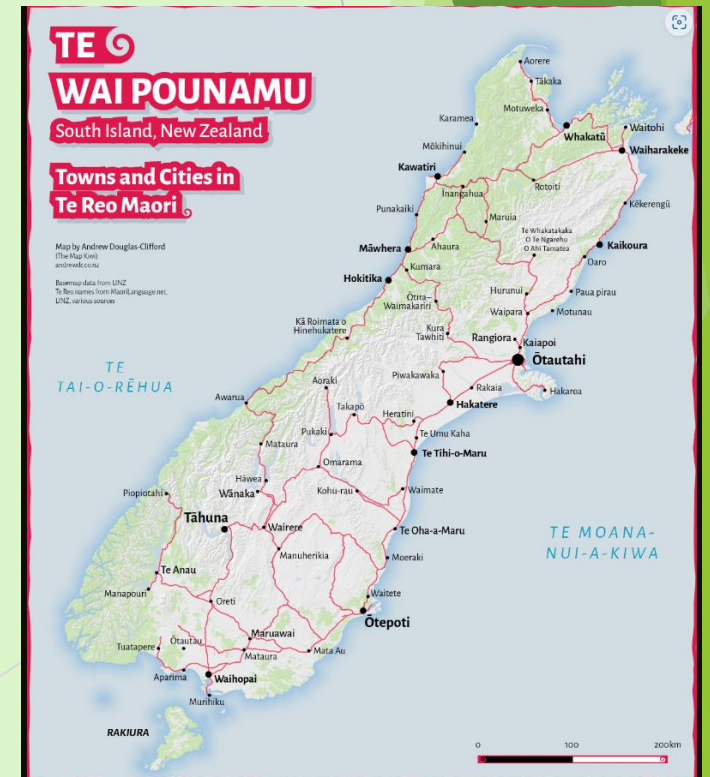 TE
WAI POUNAMU
South Island, New Zealand
Towns and Cities in
Te Reo Maori
Map by Andrew Douglas-Clifford
(The Map Kiwi)
andrewdc.co.nz
Basemap data from LINZ
Te Reo names from MaoriLanguage.net,
LINZ, various sources
Aorere
Tākaka
Motuweka
Karamea
Whakatū
Waitohi
Mōkihinui
Waiharakeke
Kawatiri
Rotoiti
Inangahua
Punakaiki
Maruia
Kēkerengū
Te Whakatakaka
O Te Ngarehu
O Ahi Tamatea
Māwhera
Ahaura
Kaikoura
Oaro
Kumara
Hokitika
Hurunui
Paua pirau
Ōtira–
Waimakariri
Waipara
Motunau
Kā Roimata o
Hinehukatere
Kura
Tawhiti
Rangiora
Kaiapoi
Ōtautahi
TE
TAI-O-RĒHUA
Aoraki
Piwakawaka
Rakaia
Hakaroa
Awarua
Takapō
Hakatere
Heratini
Pukaki
Te Umu Kaha
Mataura
Te Tihi-o-Maru
Omarama
Hāwea
Wānaka
Kohu-rau
Waimate
Piopiotahi
Tāhuna
Wairere
Te Oha-a-Maru
TE MOANA-
NUI-A-KIWA
Manuherikia
Moeraki
Te Anau
Manapouri
Oreti
Waitete
Ōtepoti
Ōtautau
Maruawai
Tuatapere
Mataura
Mata Au
Aparima
Waihopai
Murihiku
RAKIURA
0 100 200km